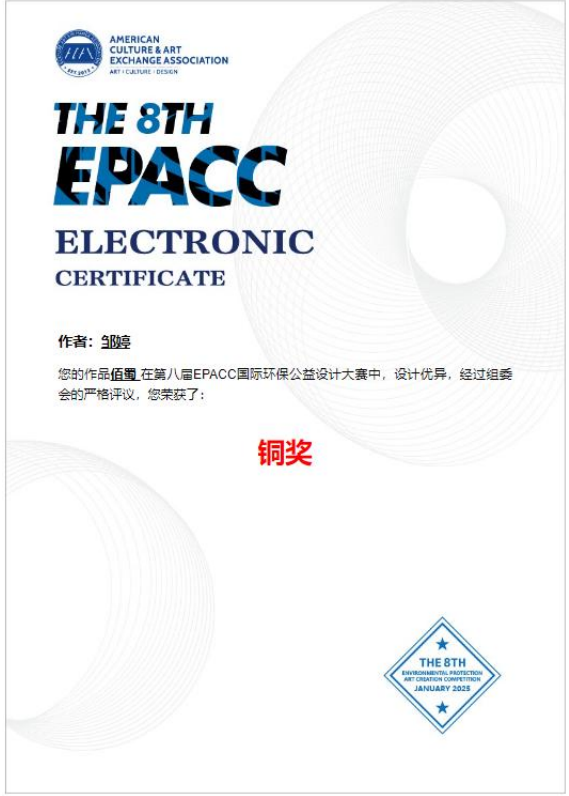 AMERICAN
CULTURE & ART
EXCHANGE ASSOCIATION
ART · CULTURE · DESIGN
THE 8TH
EPACC
ELECTRONIC
CERTIFICATE
作者：邹婷
您的作品佰蜀 在第八届EPACC国际环保公益设计大赛中，设计优异，经过组委
会的严格评议，您荣获了：
铜奖
THE 8TH
ENVIRONMENTAL PROTECTION
ART CREATION COMPETITION
JANUARY 2025